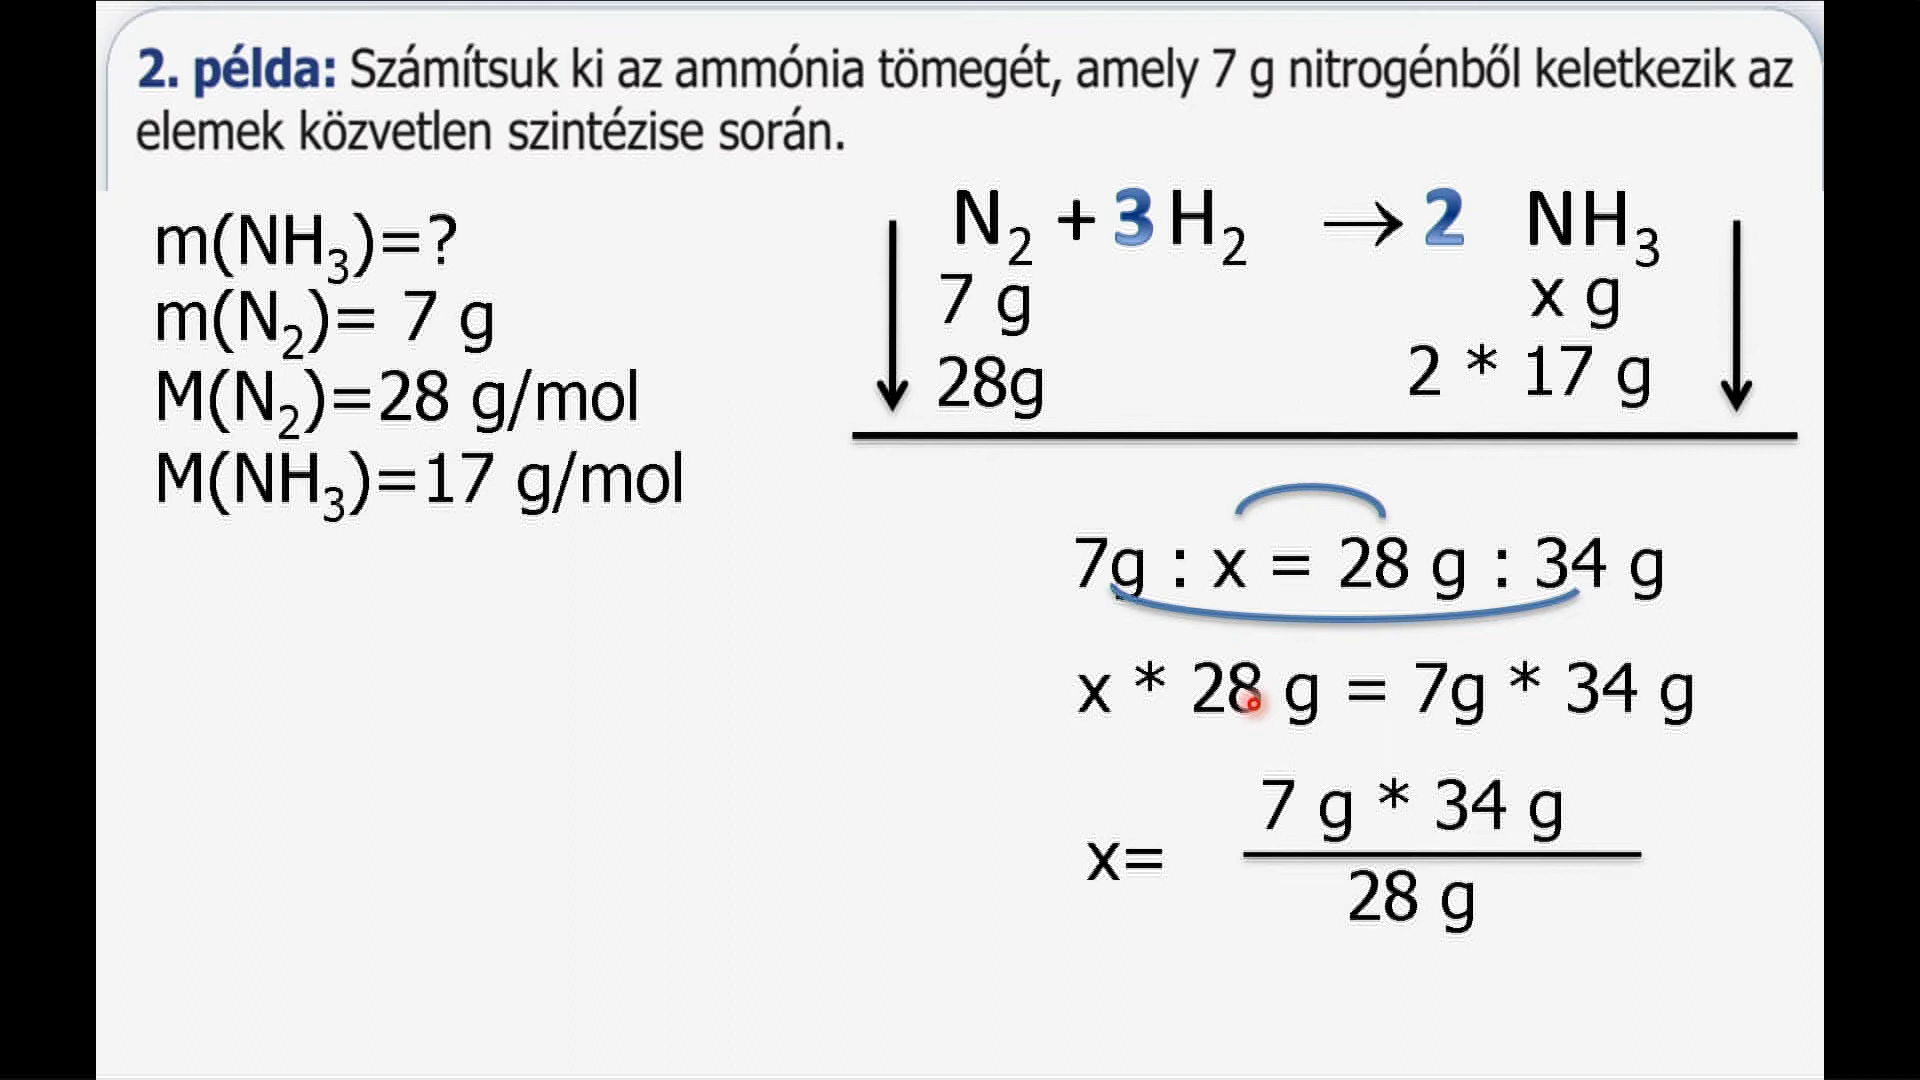 2. példa: Számítsuk ki az ammónia tömegét, amely 7 g nitrogénből keletkezik az
elemek közvetlen szintézise során.
m(NH₃)=?
m(N₂)= 7 g
M(N₂)=28 g/mol
M(NH₃)=17 g/mol
N₂ + 3 H₂ → 2 NH₃
7 g x g
28g 2 * 17 g
7g : x = 28 g : 34 g
x * 28 g = 7g * 34 g
7 g * 34 g
x=
28 g